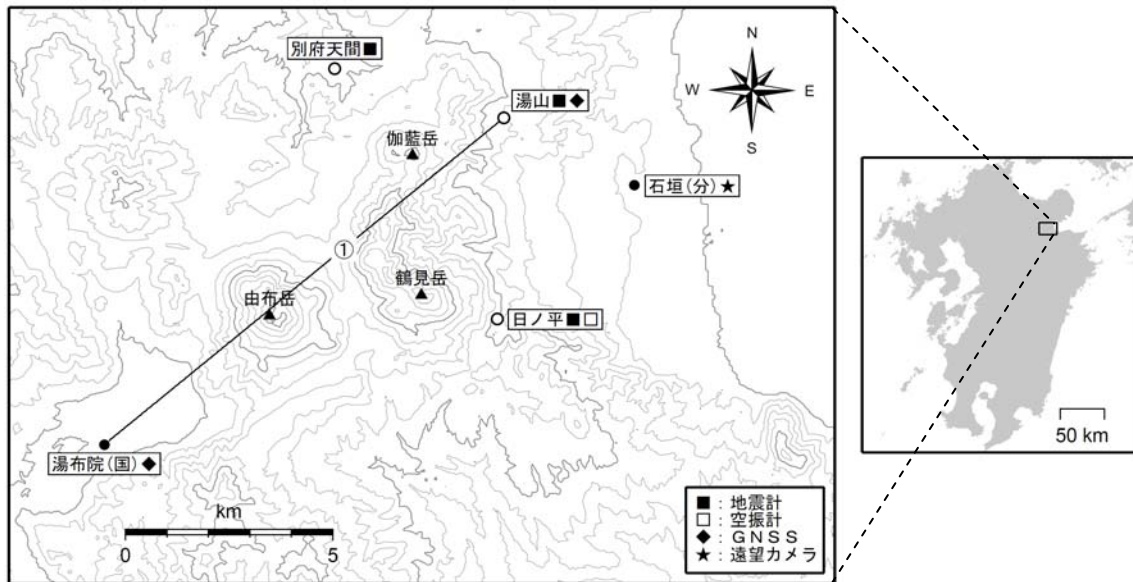 別府天間■
湯山■◆
伽藍岳
N
W
E
S
石垣(分)★
①
鶴見岳
由布岳
日ノ平■□
湯布院(国)◆
km
0
5
■：地震計
□：空振計
◆：ＧＮＳＳ
★：遠望カメラ
50 km